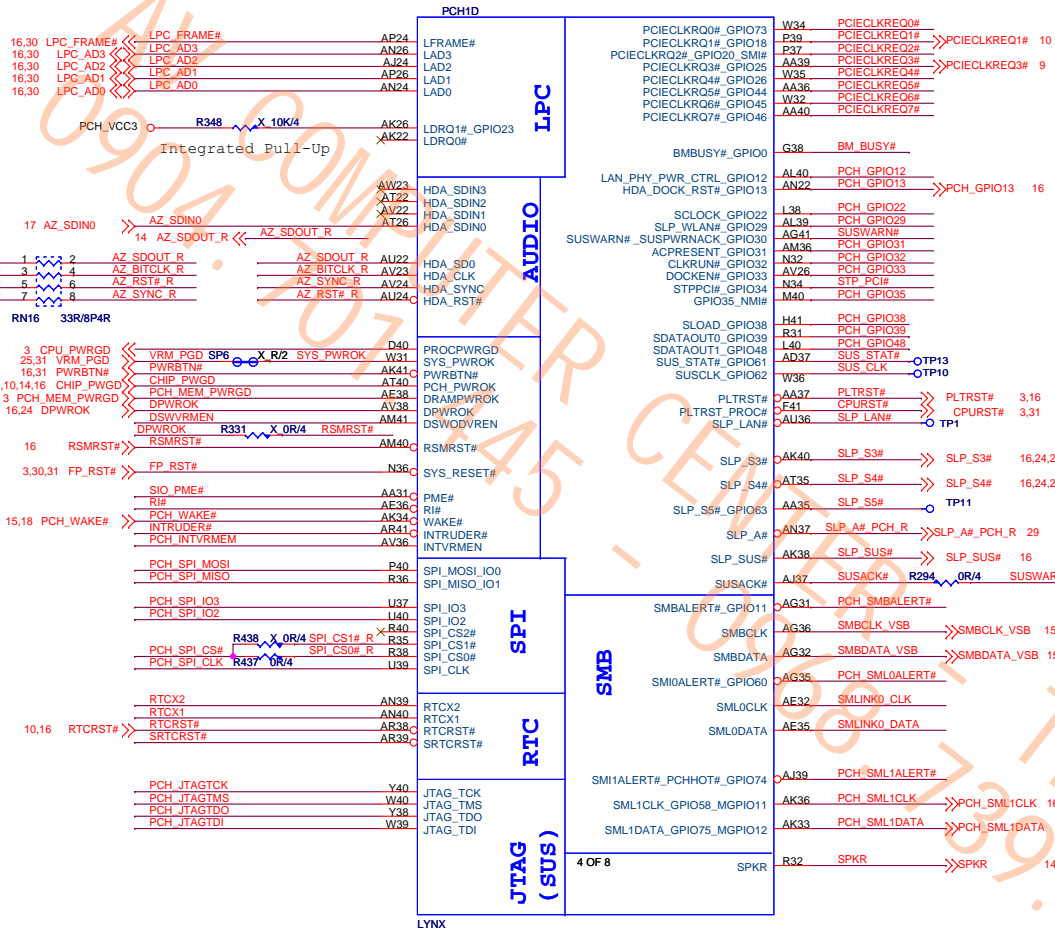 PCH1D
16,30 LPC_FRAME# LPC_FRAME# AP24 LFRAME#
16,30 LPC_AD3 LPC_AD3 AN26 LAD3
16,30 LPC_AD2 LPC_AD2 AJ24 LAD2
16,30 LPC_AD1 LPC_AD1 AP26 LAD1
16,30 LPC_AD0 LPC_AD0 AN24 LAD0
PCH_VCC3 R348 X_10K/4 AK26 LDRQ1#_GPIO23
AK22 LDRQ0#
Integrated Pull-Up
LPC
AW23 HDA_SDIN3
AT22 HDA_SDIN2
AV22 HDA_SDIN1
17 AZ_SDIN0 AZ_SDIN0 AT26 HDA_SDIN0
14 AZ_SDOUT_R AZ_SDOUT_R
1 2 AZ_SDOUT_R AZ_SDOUT_R AU22 HDA_SD0
3 4 AZ_BITCLK_R AZ_BITCLK_R AV23 HDA_CLK
5 6 AZ_RST#_R AZ_SYNC_R AV24 HDA_SYNC
7 8 AZ_SYNC_R AZ_RST#_R AU24 HDA_RST#
RN16 33R/8P4R
AUDIO
3 CPU_PWRGD D40 PROCPWRGD
25,31 VRM_PGD VRM_PGD SP6 X_R/2 SYS_PWROK W31 SYS_PWROK
16,31 PWRBTN# PWRBTN# AK41 PWRBTN#
,10,14,16 CHIP_PWGD CHIP_PWGD AT40 PCH_PWROK
3 PCH_MEM_PWRGD PCH_MEM_PWRGD AE38 DRAMPWROK
16,24 DPWROK DPWROK AV38 DPWROK
DSWVRMEN AM41 DSWODVREN
DPWROK R331 X_0R/4 RSMRST#
16 RSMRST# RSMRST# AM40 RSMRST#
3,30,31 FP_RST# FP_RST# N36 SYS_RESET#
SIO_PME# AA31 PME#
RI# AE36 RI#
15,18 PCH_WAKE# PCH_WAKE# AK34 WAKE#
INTRUDER# AR41 INTRUDER#
PCH_INTVRMEM AV36 INTVRMEN
PCH_SPI_MOSI P40 SPI_MOSI_IO0
PCH_SPI_MISO R36 SPI_MISO_IO1
PCH_SPI_IO3 U37 SPI_IO3
PCH_SPI_IO2 U40 SPI_IO2
R40 SPI_CS2#
R438 X_0R/4 SPI_CS1#_R R35 SPI_CS1#
PCH_SPI_CS# SPI_CS0#_R R38 SPI_CS0#
PCH_SPI_CLK R437 0R/4 U39 SPI_CLK
SPI
RTCX2 AN39 RTCX2
RTCX1 AN40 RTCX1
10,16 RTCRST# RTCRST# AR38 RTCRST#
SRTCRST# AR39 SRTCRST#
RTC
PCH_JTAGTCK Y40 JTAG_TCK
PCH_JTAGTMS W40 JTAG_TMS
PCH_JTAGTDO Y38 JTAG_TDO
PCH_JTAGTDI W39 JTAG_TDI
JTAG
(SUS)
LYNX
PCIECLKRQ0#_GPIO73 W34 PCIECLKREQ0#
PCIECLKRQ1#_GPIO18 P39 PCIECLKREQ1# PCIECLKREQ1# 10
PCIECLKRQ2#_GPIO20_SMI# P37 PCIECLKREQ2#
PCIECLKRQ3#_GPIO25 AA39 PCIECLKREQ3# PCIECLKREQ3# 9
PCIECLKRQ4#_GPIO26 W35 PCIECLKREQ4#
PCIECLKRQ5#_GPIO44 AA36 PCIECLKREQ5#
PCIECLKRQ6#_GPIO45 W32 PCIECLKREQ6#
PCIECLKRQ7#_GPIO46 AA40 PCIECLKREQ7#
BMBUSY#_GPIO0 G38 BM_BUSY#
LAN_PHY_PWR_CTRL_GPIO12 AL40 PCH_GPIO12
HDA_DOCK_RST#_GPIO13 AN22 PCH_GPIO13 PCH_GPIO13 16
SCLOCK_GPIO22 L38 PCH_GPIO22
SLP_WLAN#_GPIO29 AL39 PCH_GPIO29
SUSWARN#_SUSPWRNACK_GPIO30 AG41 SUSWARN#
ACPRESENT_GPIO31 AM36 PCH_GPIO31
CLKRUN#_GPIO32 N32 PCH_GPIO32
DOCKEN#_GPIO33 AV26 PCH_GPIO33
STPPCI#_GPIO34 N34 STP_PCI#
GPIO35_NMI# M40 PCH_GPIO35
SLOAD_GPIO38 H41 PCH_GPIO38
SDATAOUT0_GPIO39 R31 PCH_GPIO39
SDATAOUT1_GPIO48 L40 PCH_GPIO48
SUS_STAT#_GPIO61 AD37 SUS_STAT# TP13
SUSCLK_GPIO62 W36 SUS_CLK TP10
PLTRST# AA37 PLTRST# PLTRST# 3,16
PLTRST_PROC# F41 CPURST# CPURST# 3,31
SLP_LAN# AU36 SLP_LAN# TP1
SLP_S3# AK40 SLP_S3# SLP_S3# 16,24,2
SLP_S4# AT35 SLP_S4# SLP_S4# 16,24,2
SLP_S5#_GPIO63 AA35 SLP_S5# TP11
SLP_A# AN37 SLP_A#_PCH_R SLP_A#_PCH_R 29
SLP_SUS# AK38 SLP_SUS# SLP_SUS# 16
SUSACK# AJ37 SUSACK# R294 0R/4 SUSWAR
SMBALERT#_GPIO11 AG31 PCH_SMBALERT#
SMBCLK AG36 SMBCLK_VSB SMBCLK_VSB 15
SMBDATA AG32 SMBDATA_VSB SMBDATA_VSB 15
SMI0ALERT#_GPIO60 AG35 PCH_SML0ALERT#
SML0CLK AE32 SMLINK0_CLK
SML0DATA AE35 SMLINK0_DATA
SMB
SMI1ALERT#_PCHHOT#_GPIO74 AJ39 PCH_SML1ALERT#
SML1CLK_GPIO58_MGPIO11 AK36 PCH_SML1CLK PCH_SML1CLK 16
SML1DATA_GPIO75_MGPIO12 AK33 PCH_SML1DATA PCH_SML1DATA
4 OF 8
SPKR R32 SPKR SPKR 14
COMPUTER CENTER -
0904.701.445 - 0968.739.